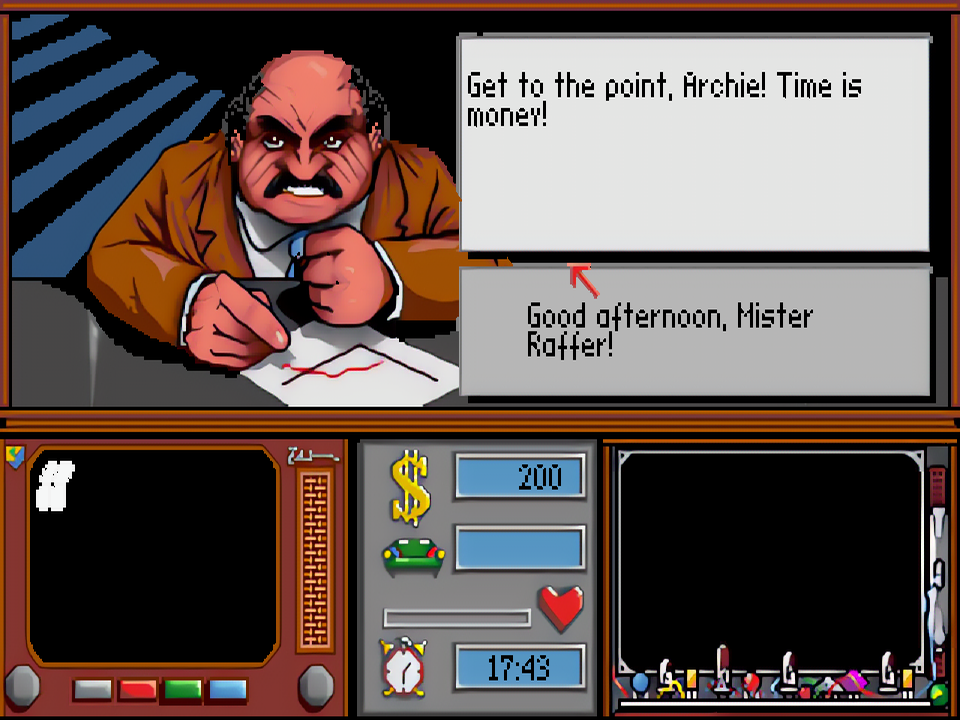 Get to the point, Archie! Time is
money!
Good afternoon, Mister
Raffer!
200
17:43